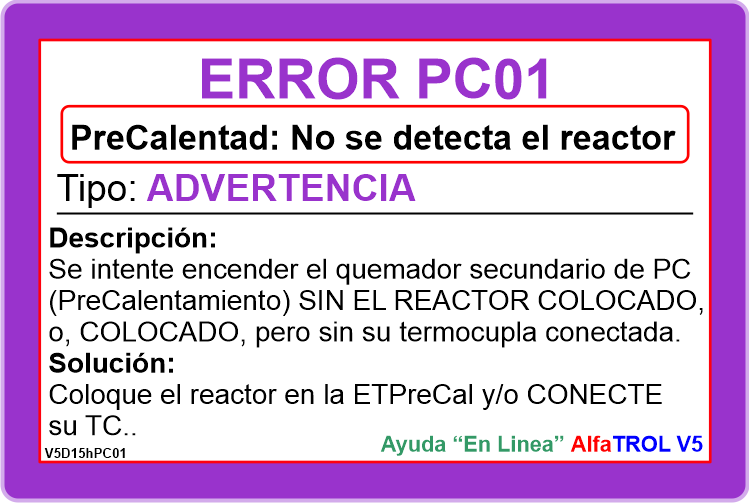 ERROR PC01
PreCalentad: No se detecta el reactor
Tipo: ADVERTENCIA
Descripción:
Se intente encender el quemador secundario de PC
(PreCalentamiento) SIN EL REACTOR COLOCADO,
o, COLOCADO, pero sin su termocupla conectada.
Solución:
Coloque el reactor en la ETPreCal y/o CONECTE
su TC..
V5D15hPC01
Ayuda “En Linea” AlfaTROL V5